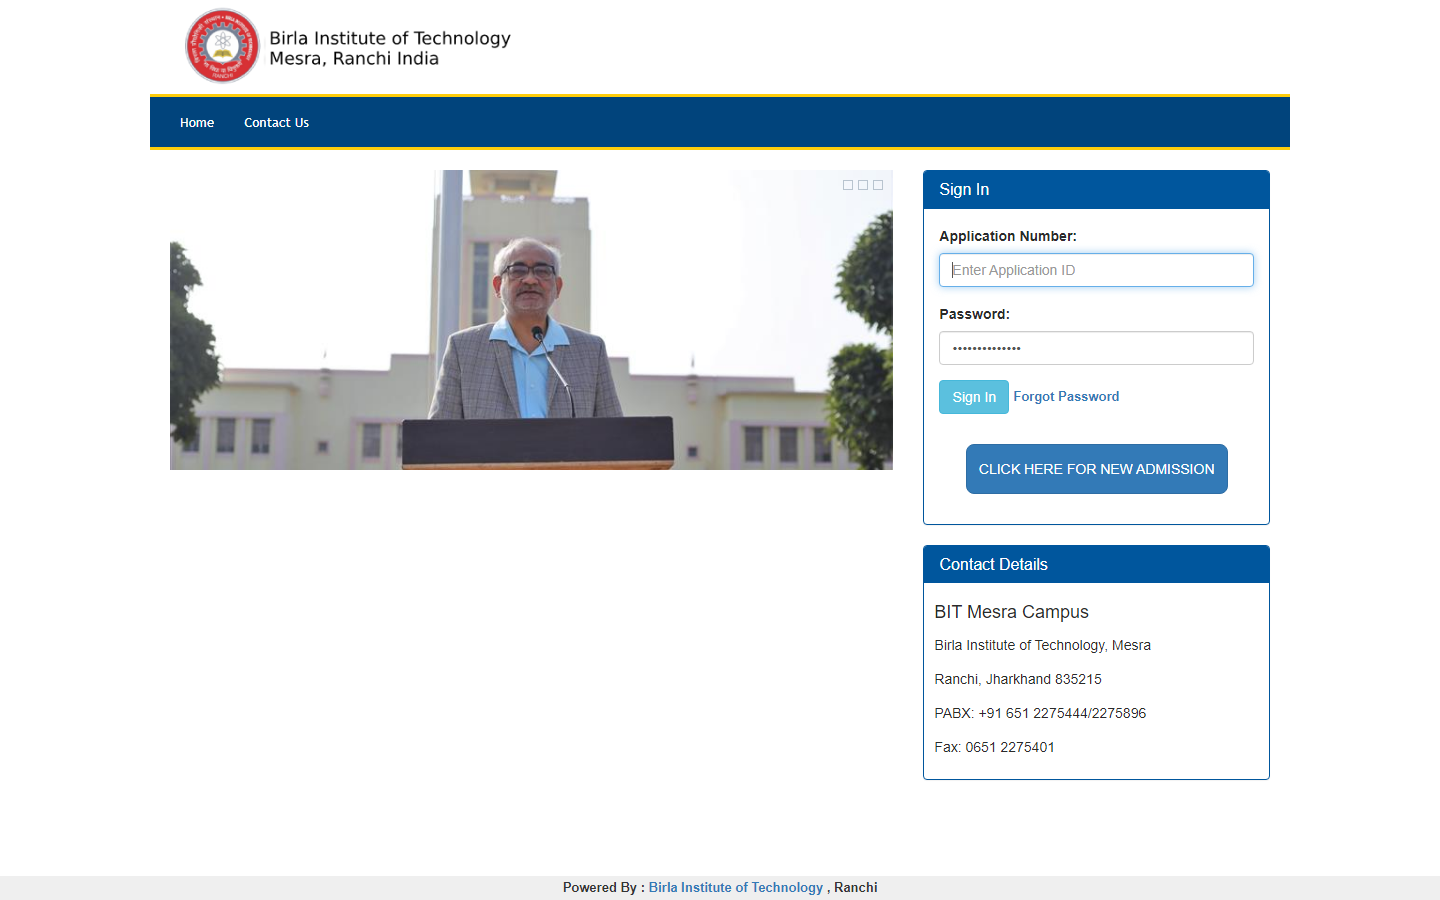 Birla Institute of Technology
Mesra, Ranchi India
RANCHI
Home
Contact Us
Sign In
Application Number:
Enter Application ID
Password:
••••••••••••••
Sign In Forgot Password
CLICK HERE FOR NEW ADMISSION
Contact Details
BIT Mesra Campus
Birla Institute of Technology, Mesra
Ranchi, Jharkhand 835215
PABX: +91 651 2275444/2275896
Fax: 0651 2275401
Powered By : Birla Institute of Technology , Ranchi